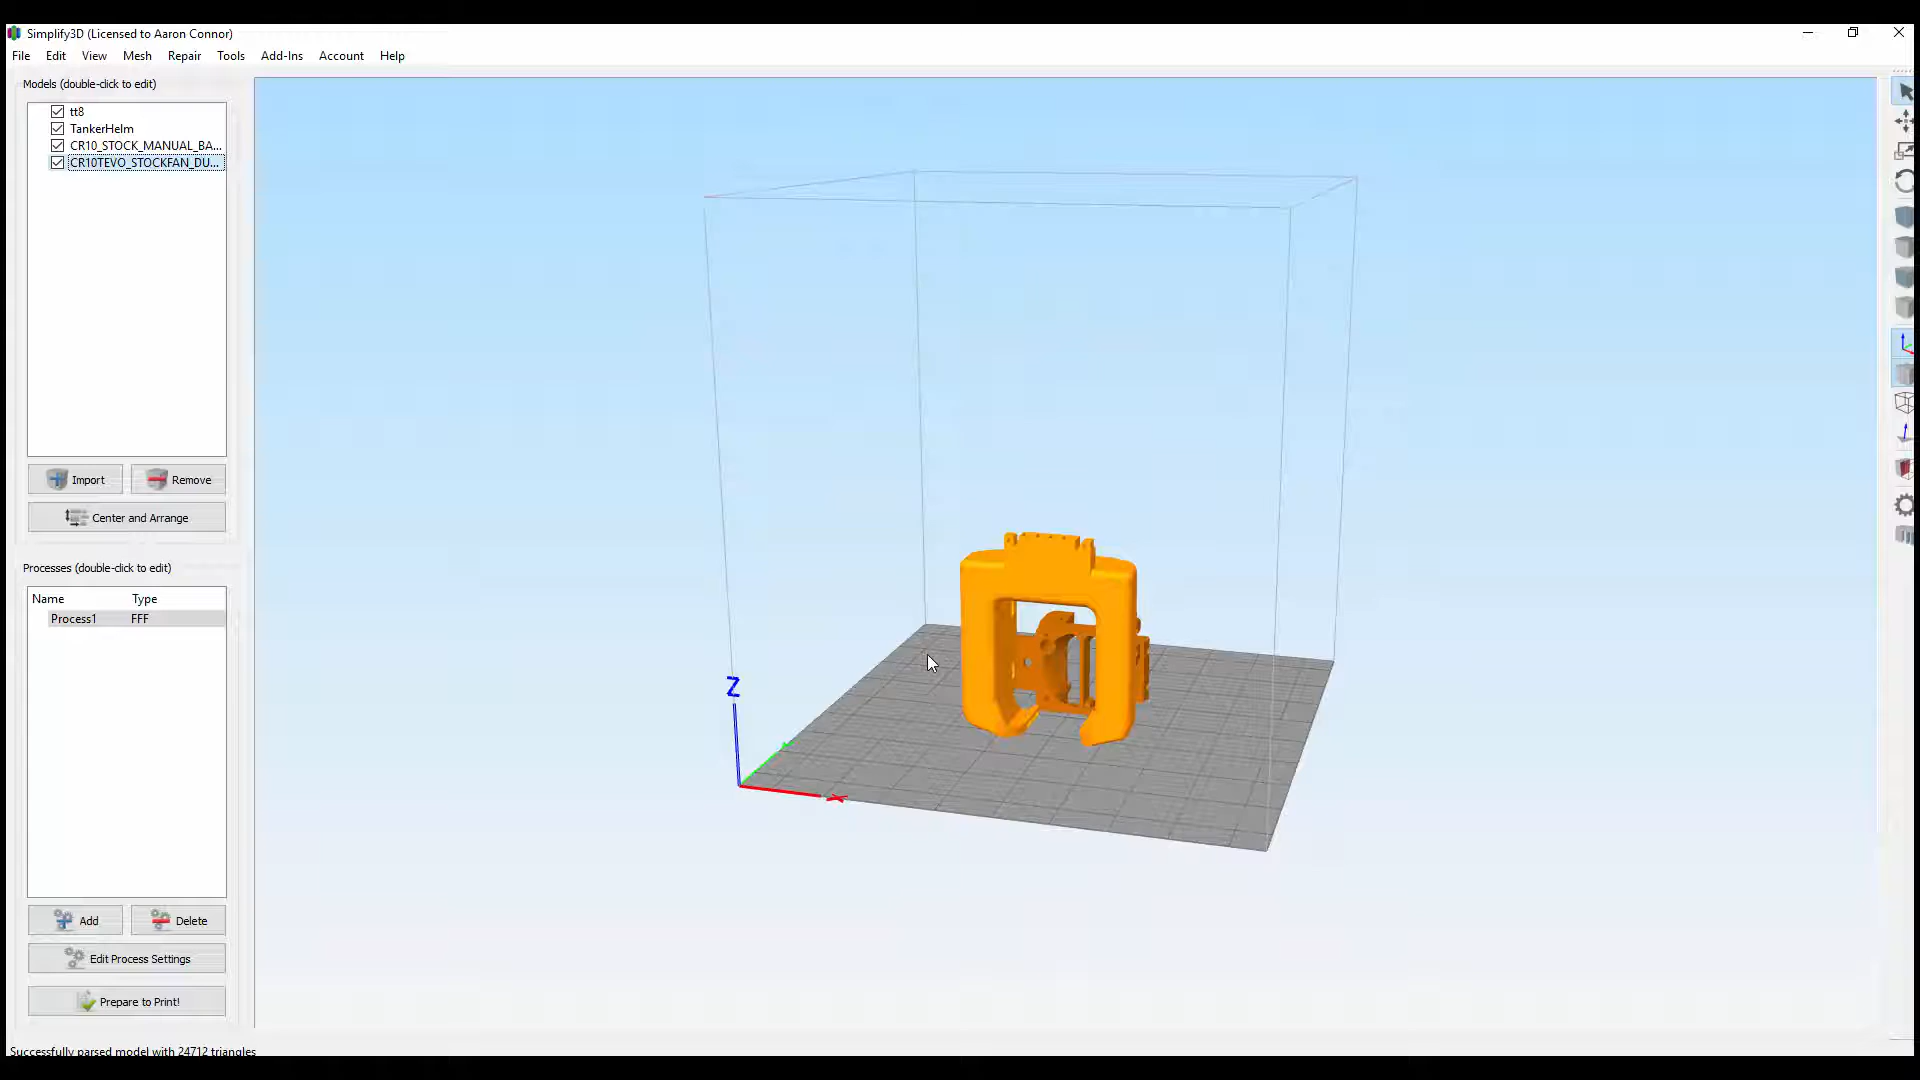 Simplify3D (Licensed to Aaron Connor)
File Edit View Mesh Repair Tools Add-Ins Account Help
Models (double-click to edit)
tt8
TankerHelm
CR10_STOCK_MANUAL_BA...
CR10TEVO_STOCKFAN_DU...
Import Remove
Center and Arrange
Processes (double-click to edit)
Name Type
Process1 FFF
Add Delete
Edit Process Settings
Prepare to Print!
Successfully parsed model with 24712 triangles
Z